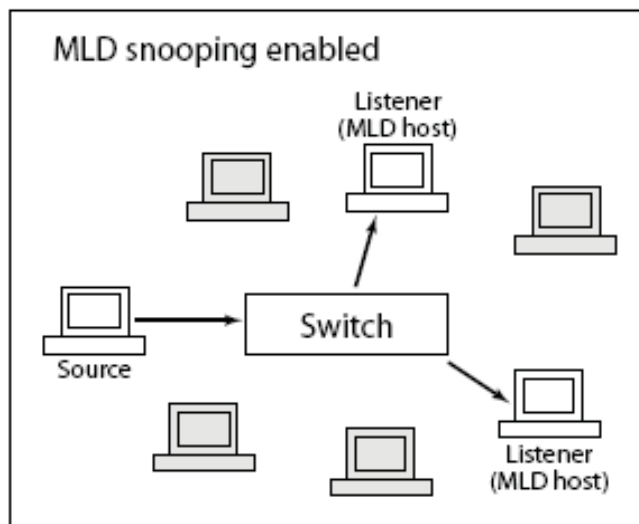 MLD snooping enabled
Listener
(MLD host)
Switch
Source
Listener
(MLD host)